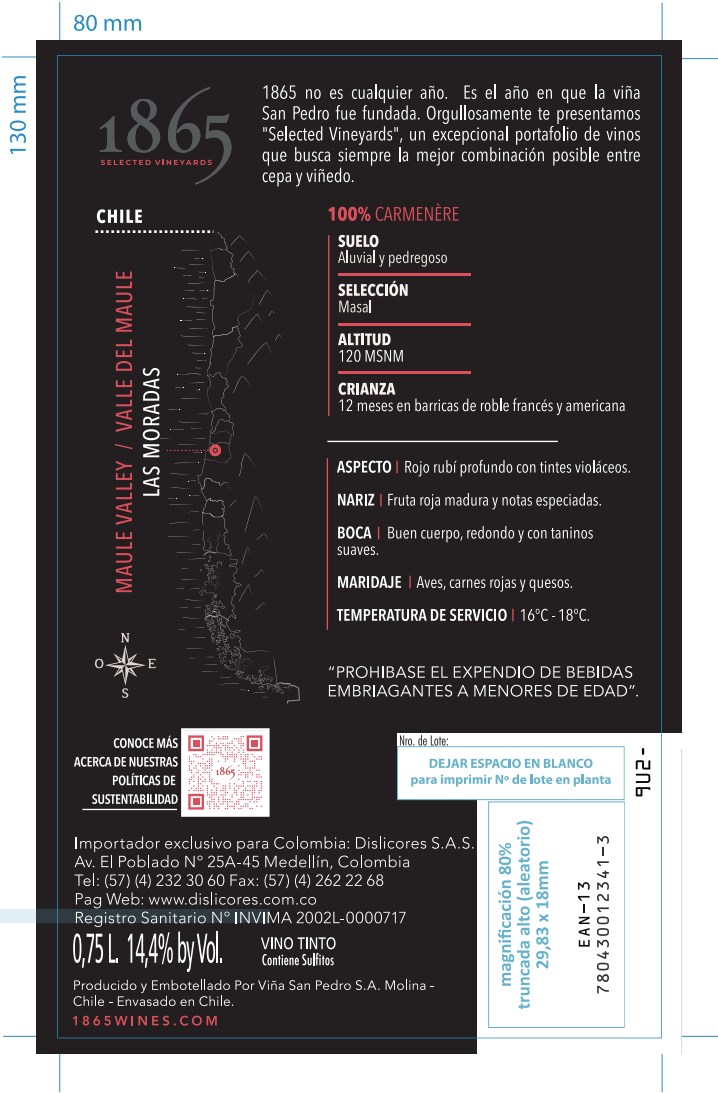 80 mm
130 mm
1865
SELECTED VINEYARDS
1865 no es cualquier año. Es el año en que la viña
San Pedro fue fundada. Orgullosamente te presentamos
"Selected Vineyards", un excepcional portafolio de vinos
que busca siempre la mejor combinación posible entre
cepa y viñedo.
CHILE
MAULE VALLEY / VALLE DEL MAULE
LAS MORADAS
N
O E
S
100% CARMENÈRE
SUELO
Aluvial y pedregoso
SELECCIÓN
Masal
ALTITUD
120 MSNM
CRIANZA
12 meses en barricas de roble francés y americana
ASPECTO | Rojo rubí profundo con tintes violáceos.
NARIZ | Fruta roja madura y notas especiadas.
BOCA | Buen cuerpo, redondo y con taninos
suaves.
MARIDAJE | Aves, carnes rojas y quesos.
TEMPERATURA DE SERVICIO | 16ºC - 18ºC.
“PROHIBASE EL EXPENDIO DE BEBIDAS
EMBRIAGANTES A MENORES DE EDAD”.
CONOCE MÁS
ACERCA DE NUESTRAS
POLÍTICAS DE
SUSTENTABILIDAD
1865
Nro. de Lote:
DEJAR ESPACIO EN BLANCO
para imprimir Nº de lote en planta
Importador exclusivo para Colombia: Dislicores S.A.S.
Av. El Poblado N° 25A-45 Medellín, Colombia
Tel: (57) (4) 232 30 60 Fax: (57) (4) 262 22 68
Pag Web: www.dislicores.com.co
Registro Sanitario N° INVIMA 2002L-0000717
0,75 L. 14,4% by Vol.
VINO TINTO
Contiene Sulfitos
Producido y Embotellado Por Viña San Pedro S.A. Molina -
Chile - Envasado en Chile.
1865WINES.COM
magnificación 80%
truncada alto (aleatorio)
29,83 x 18mm
EAN-13
780430012341-3